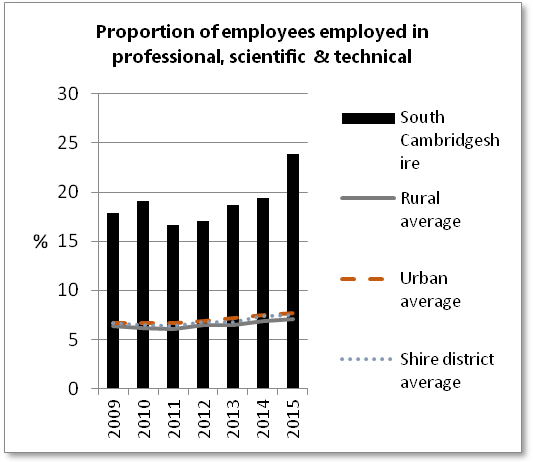 Proportion of employees employed in
professional, scientific & technical
30
25
20
15
10
5
0
%
2009
2010
2011
2012
2013
2014
2015
South
Cambridgesh
ire
Rural
average
Urban
average
Shire district
average